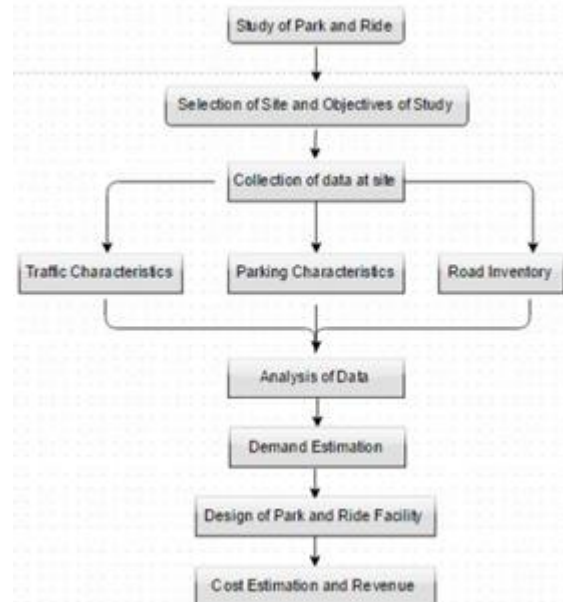 Study of Park and Ride
Selection of Site and Objectives of Study
Collection of data at site
Traffic Characteristics
Parking Characteristics
Road Inventory
Analysis of Data
Demand Estimation
Design of Park and Ride Facility
Cost Estimation and Revenue